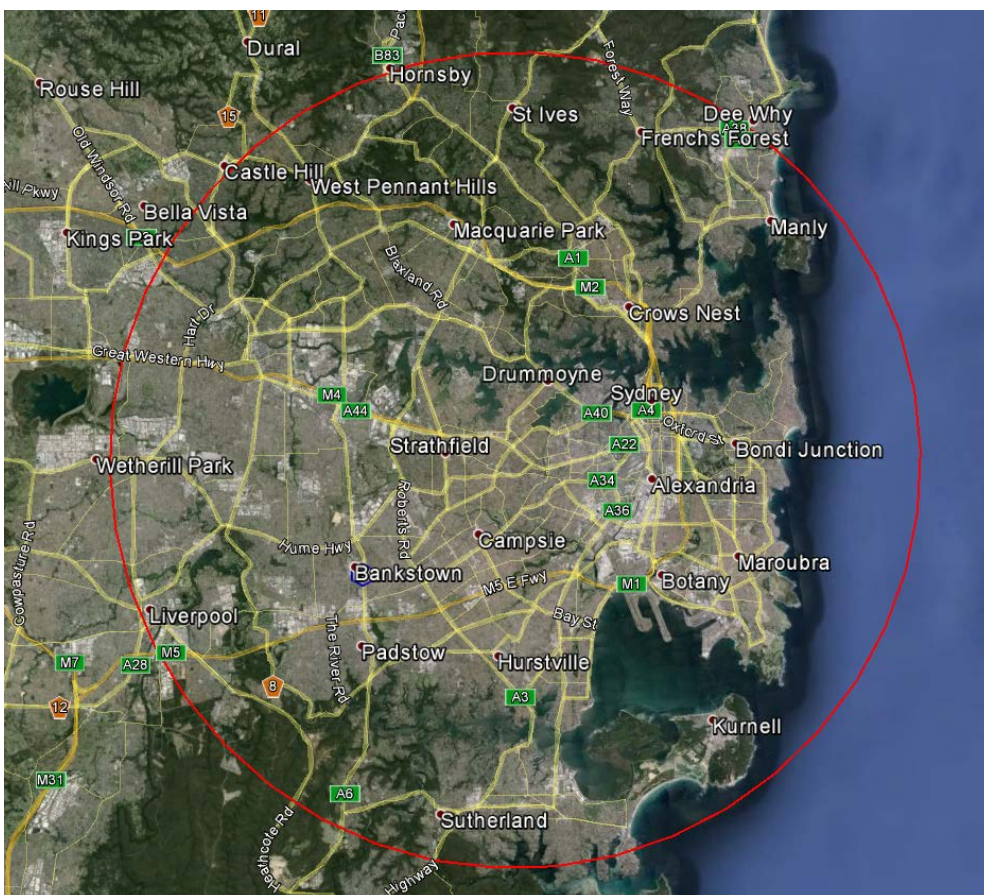 11
Dural
Pac
B83
Hornsby
Rouse Hill
Forest Way
15
St Ives
Dee Why
A38
Frenchs Forest
Old Windsor Rd
Castle Hill
West Pennant Hills
ill Pkwy
Bella Vista
Kings Park
Macquarie Park
Manly
Blaxland Rd
A1
M2
Hart Dr
Crows Nest
Great Western Hwy
Drummoyne
Sydney
M4
A44
A40
A4
Oxford St
Strathfield
A22
Bondi Junction
Wetherill Park
A34
Alexandria
Roberts Rd
A36
Cowpasture Rd
Hume Hwy
Campsie
Bankstown
M5 E Fwy
M1
Botany
Maroubra
Liverpool
The River Rd
Bay St
Padstow
Hurstville
M7
A28
M5
8
A3
12
Kurnell
M31
A6
Sutherland
Heathcote Rd
Highway